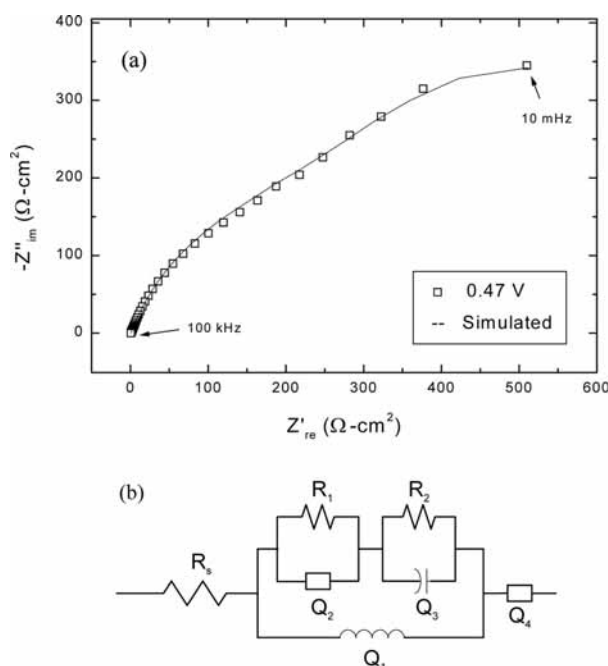 (a)
400
300
200
100
0
-Z''im (Ω-cm²)
10 mHz
100 kHz
0.47 V
-- Simulated
0 100 200 300 400 500 600
Z're (Ω-cm²)
(b)
R1
R2
Rs
Q2
Q3
Q4